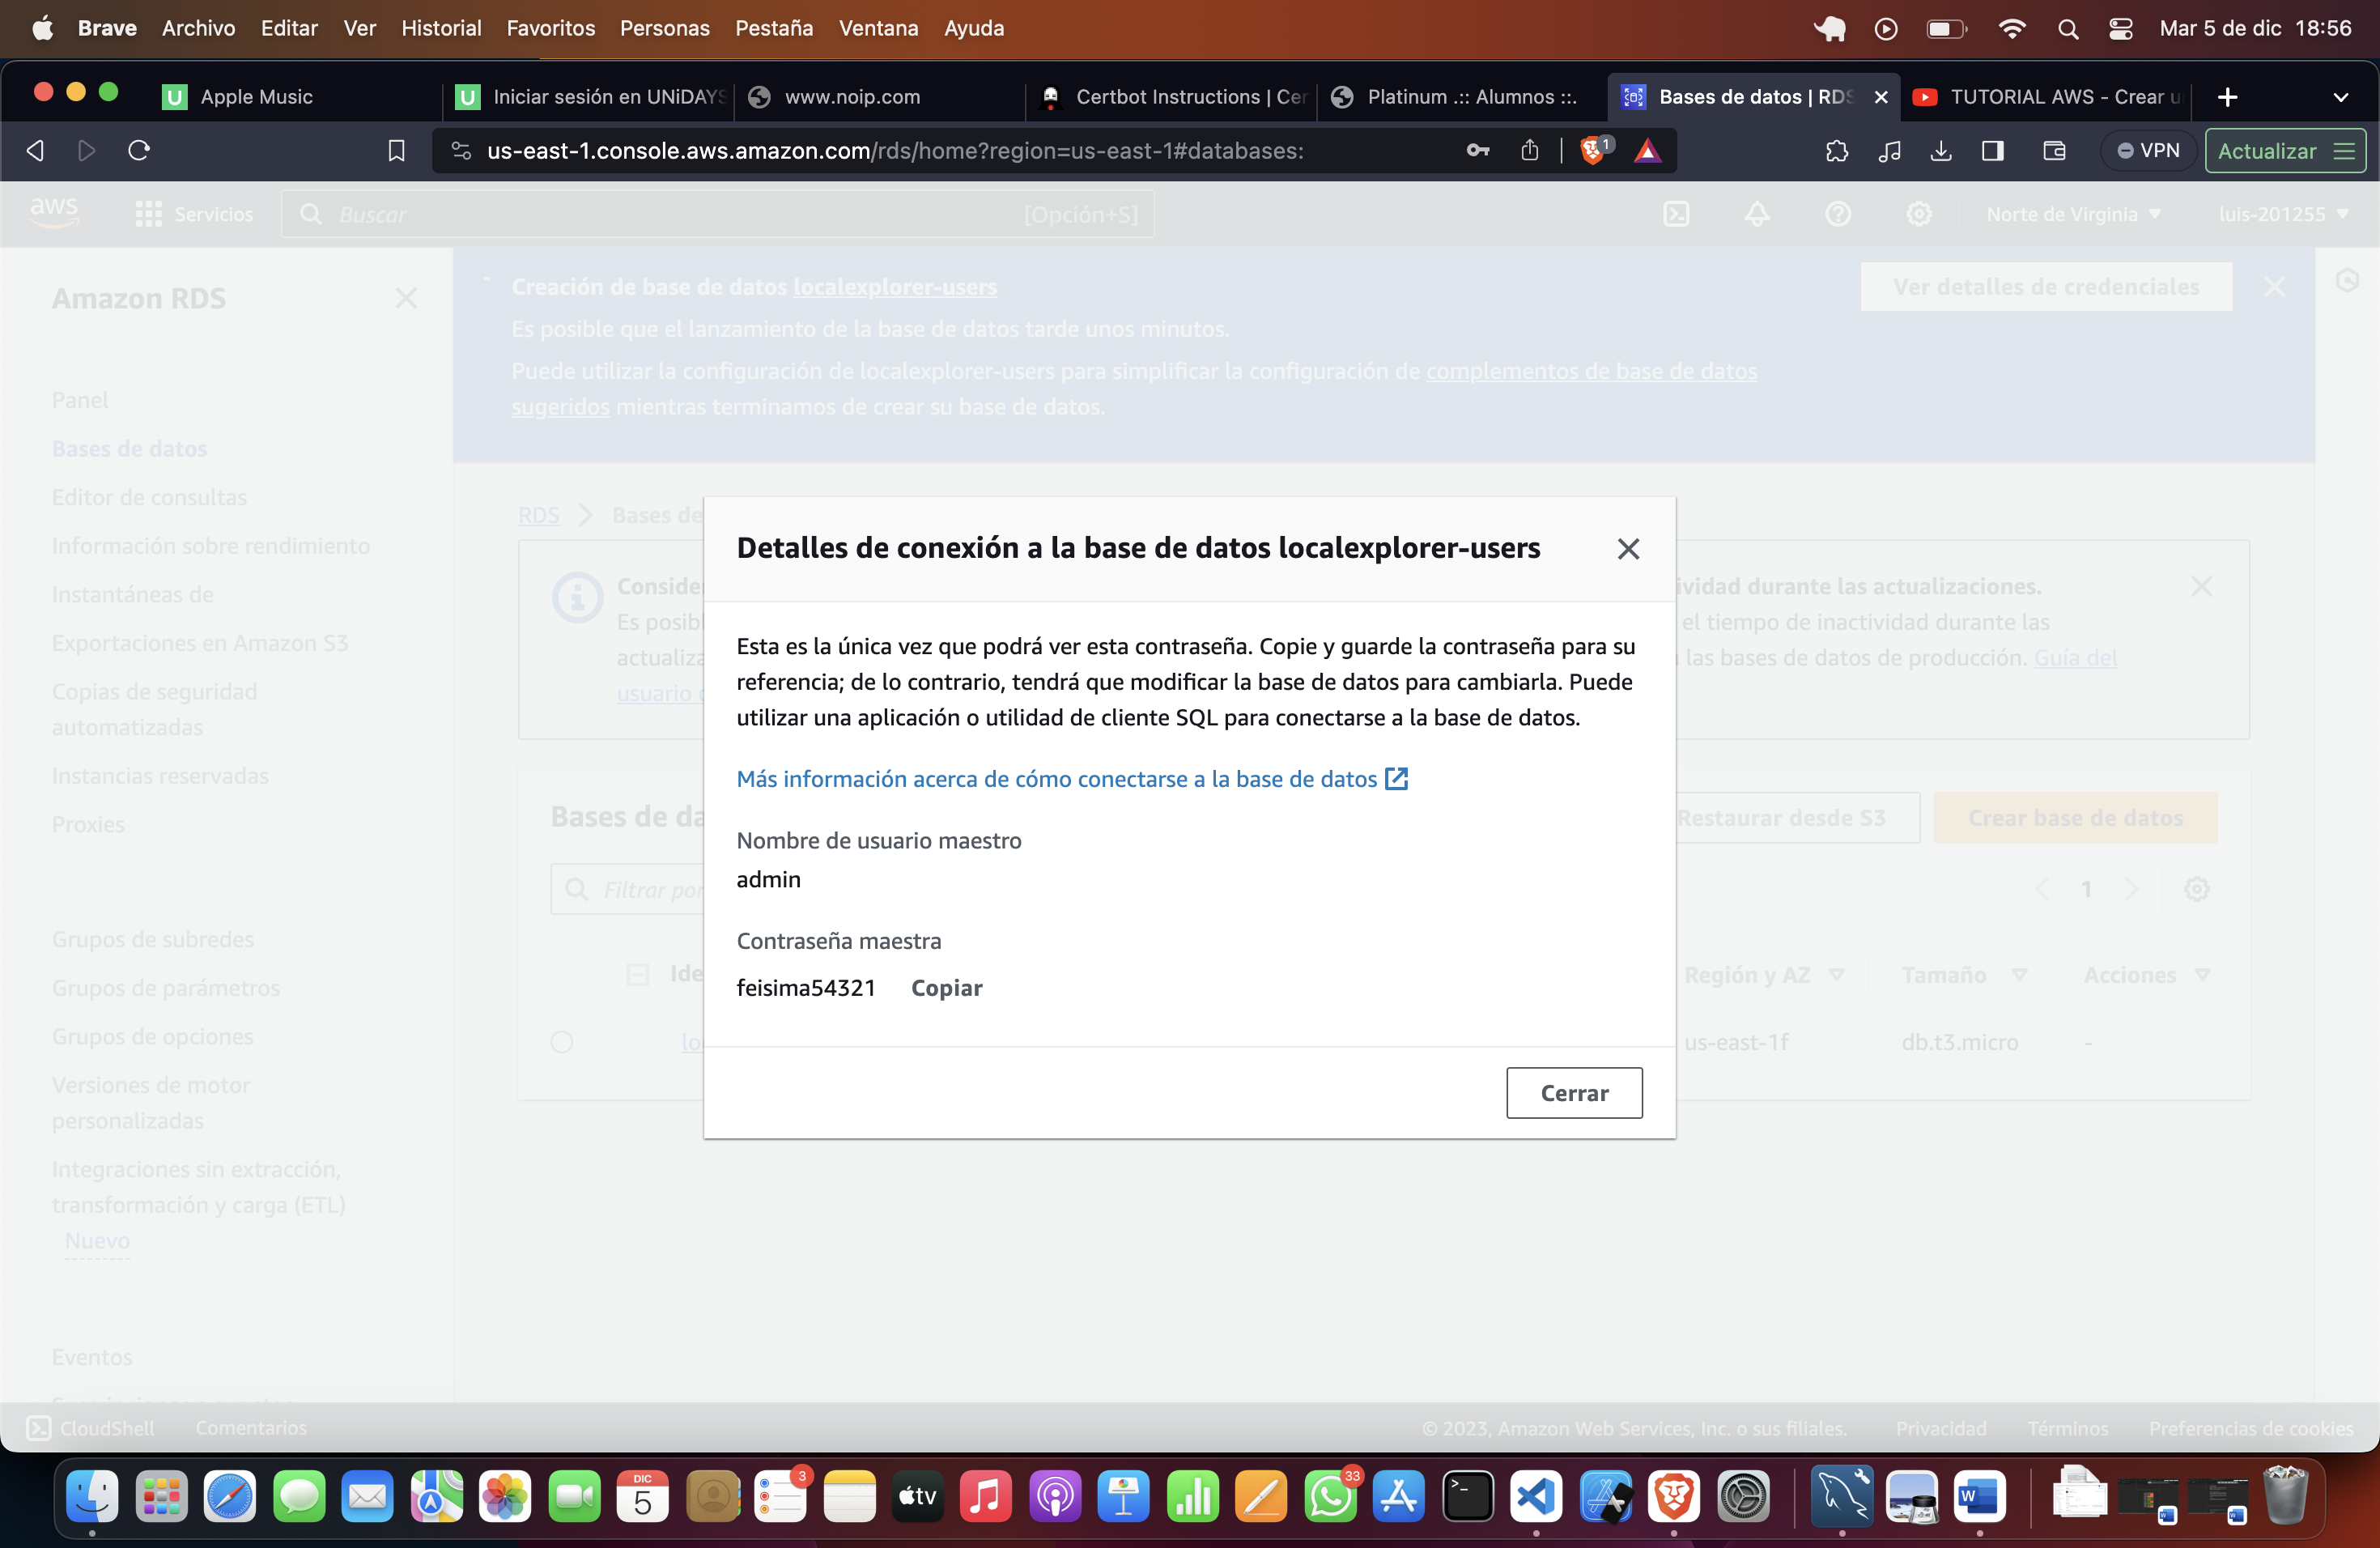 Brave Archivo Editar Ver Historial Favoritos Personas Pestaña Ventana Ayuda
Mar 5 de dic 18:56
Apple Music
Iniciar sesión en UNiDAYS
www.noip.com
Certbot Instructions | Cer
Platinum .:: Alumnos ::.
Bases de datos | RDS
TUTORIAL AWS - Crear u
us-east-1.console.aws.amazon.com/rds/home?region=us-east-1#databases:
1
VPN
Actualizar
aws
Servicios
Buscar
[Opción+S]
Norte de Virginia
luis-201255
Amazon RDS
Panel
Bases de datos
Editor de consultas
Información sobre rendimiento
Instantáneas de
Exportaciones en Amazon S3
Copias de seguridad
automatizadas
Instancias reservadas
Proxies
Grupos de subredes
Grupos de parámetros
Grupos de opciones
Versiones de motor
personalizadas
Integraciones sin extracción,
transformación y carga (ETL)
Nuevo
Eventos
Creación de base de datos localexplorer-users
Es posible que el lanzamiento de la base de datos tarde unos minutos.
Puede utilizar la configuración de localexplorer-users para simplificar la configuración de complementos de base de datos
sugeridos mientras terminamos de crear su base de datos.
Ver detalles de credenciales
RDS
Bases de
Consider
Es posibl
actualiza
usuario
ividad durante las actualizaciones.
el tiempo de inactividad durante las
las bases de datos de producción. Guía del
Bases de da
Restaurar desde S3
Crear base de datos
Filtrar por
1
Ide
Región y AZ
Tamaño
Acciones
lo
us-east-1f
db.t3.micro
-
Detalles de conexión a la base de datos localexplorer-users
Esta es la única vez que podrá ver esta contraseña. Copie y guarde la contraseña para su
referencia; de lo contrario, tendrá que modificar la base de datos para cambiarla. Puede
utilizar una aplicación o utilidad de cliente SQL para conectarse a la base de datos.
Más información acerca de cómo conectarse a la base de datos
Nombre de usuario maestro
admin
Contraseña maestra
feisima54321 Copiar
Cerrar
CloudShell
Comentarios
© 2023, Amazon Web Services, Inc. o sus filiales.
Privacidad
Términos
Preferencias de cookies
DIC
5
3
tv
33
W